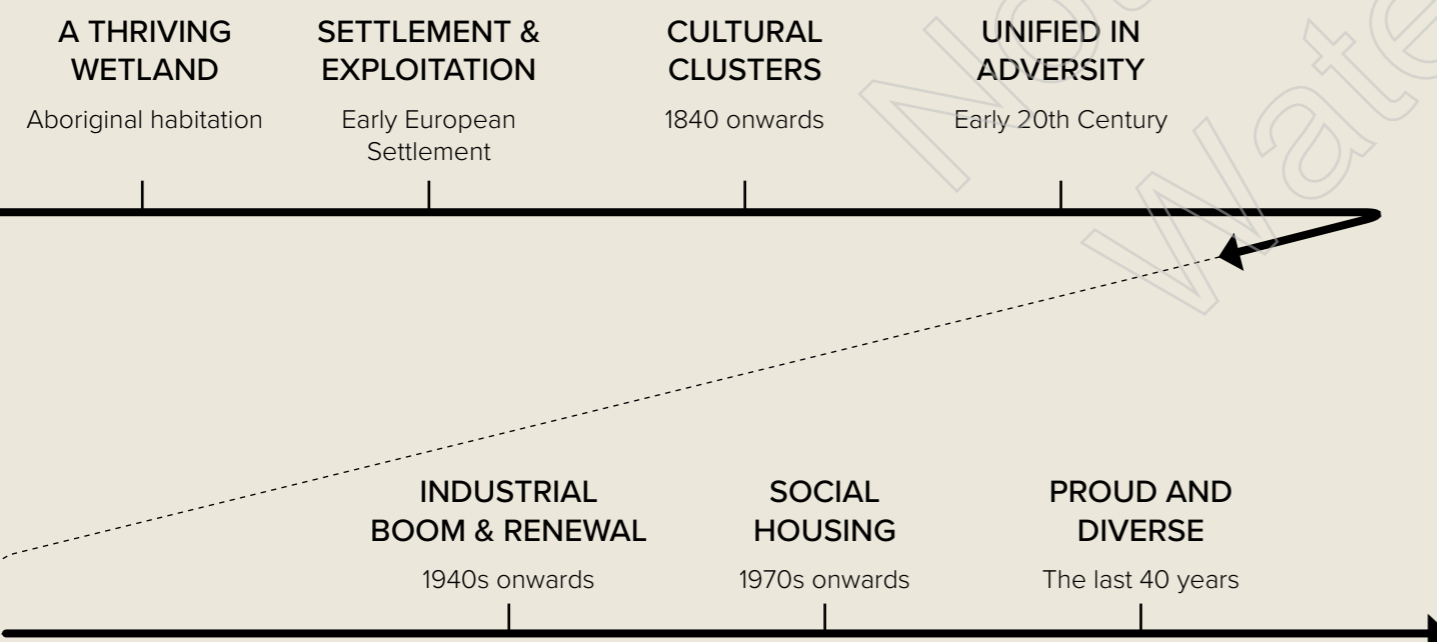 A THRIVING
WETLAND
Aboriginal habitation
SETTLEMENT &
EXPLOITATION
Early European
Settlement
CULTURAL
CLUSTERS
1840 onwards
UNIFIED IN
ADVERSITY
Early 20th Century
INDUSTRIAL
BOOM & RENEWAL
1940s onwards
SOCIAL
HOUSING
1970s onwards
PROUD AND
DIVERSE
The last 40 years